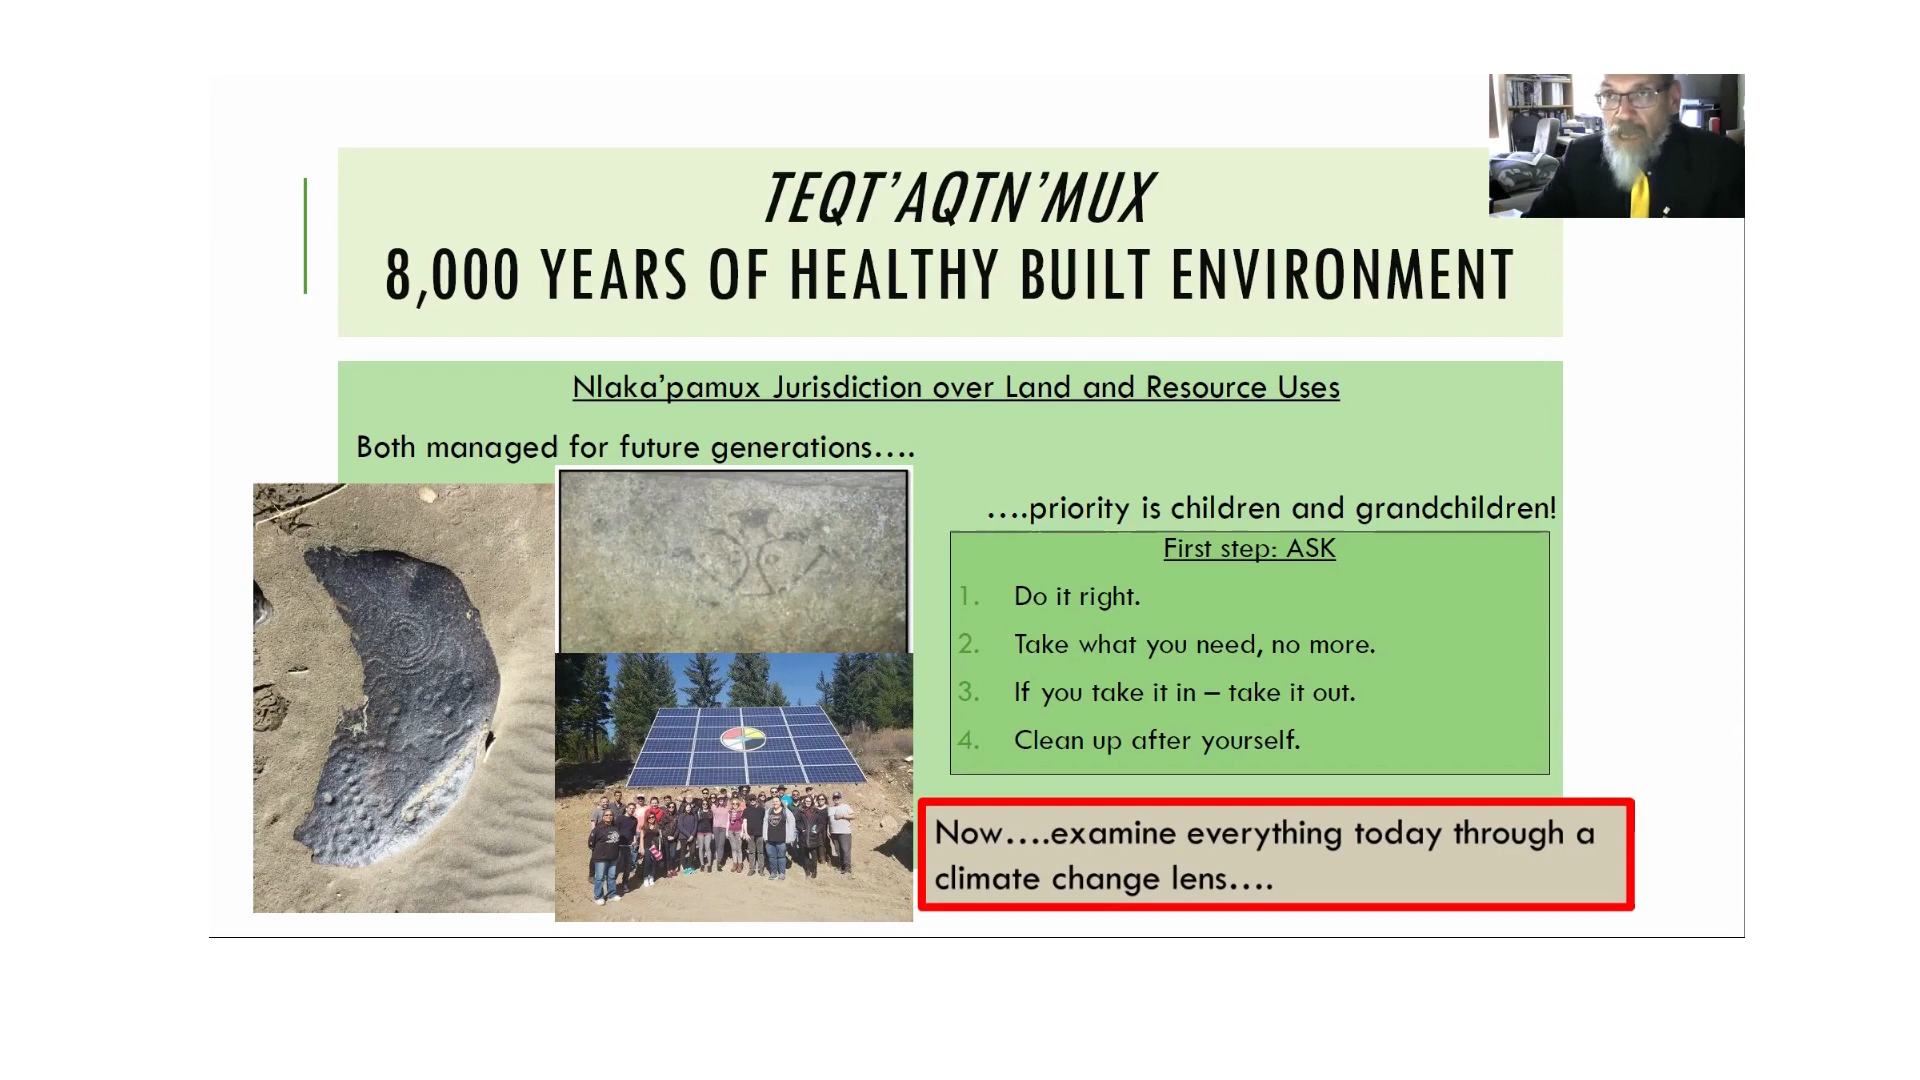 TEQT’AQTN’MUX
8,000 YEARS OF HEALTHY BUILT ENVIRONMENT
Nlaka’pamux Jurisdiction over Land and Resource Uses
Both managed for future generations….
….priority is children and grandchildren!
First step: ASK
1. Do it right.
2. Take what you need, no more.
3. If you take it in – take it out.
4. Clean up after yourself.
Now….examine everything today through a
climate change lens….